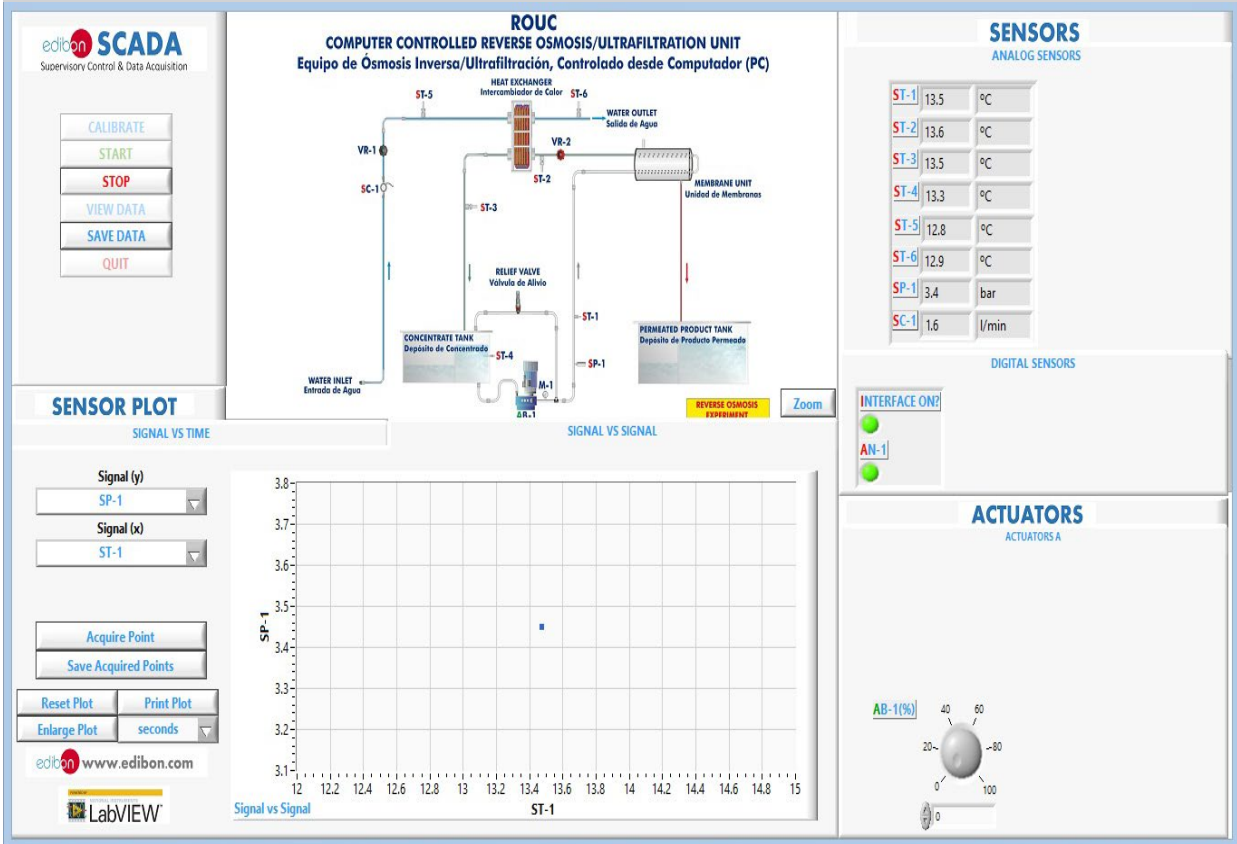 edibon SCADA
Supervisory Control & Data Acquisition
CALIBRATE
START
STOP
VIEW DATA
SAVE DATA
QUIT
ROUC
COMPUTER CONTROLLED REVERSE OSMOSIS/ULTRAFILTRATION UNIT
Equipo de Ósmosis Inversa/Ultrafiltración, Controlado desde Computador (PC)
HEAT EXCHANGER
Intercambiador de Calor
ST-5
ST-6
WATER OUTLET
Salida de Agua
VR-1
VR-2
ST-2
SC-1
MEMBRANE UNIT
Unidad de Membranas
ST-3
RELIEF VALVE
Válvula de Alivio
ST-1
CONCENTRATE TANK
Depósito de Concentrado
ST-4
PERMEATED PRODUCT TANK
Depósito de Producto Permeado
SP-1
WATER INLET
Entrada de Agua
M-1
AB-1
REVERSE OSMOSIS
EXPERIMENT
Zoom
SENSORS
ANALOG SENSORS
ST-1 13.5 ºC
ST-2 13.6 ºC
ST-3 13.5 ºC
ST-4 13.3 ºC
ST-5 12.8 ºC
ST-6 12.9 ºC
SP-1 3.4 bar
SC-1 1.6 l/min
DIGITAL SENSORS
INTERFACE ON?
AN-1
SENSOR PLOT
SIGNAL VS TIME
SIGNAL VS SIGNAL
Signal (y)
SP-1
Signal (x)
ST-1
Acquire Point
Save Acquired Points
Reset Plot
Print Plot
Enlarge Plot
seconds
edibon www.edibon.com
LabVIEW
3.8
3.7
3.6
3.5
3.4
3.3
3.2
3.1
SP-1
12 12.2 12.4 12.6 12.8 13 13.2 13.4 13.6 13.8 14 14.2 14.4 14.6 14.8 15
Signal vs Signal
ST-1
ACTUATORS
ACTUATORS A
AB-1(%)
0
20
40
60
80
100
0